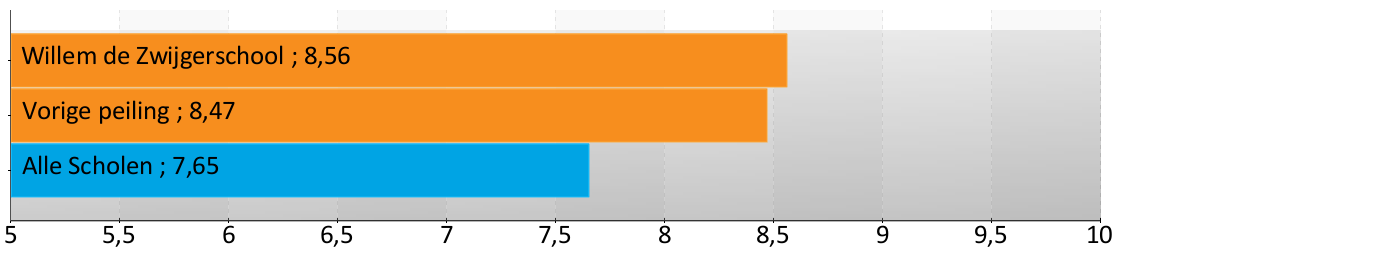 Willem de Zwijgerschool ; 8,56
Vorige peiling ; 8,47
Alle Scholen ; 7,65
5 5,5 6 6,5 7 7,5 8 8,5 9 9,5 10